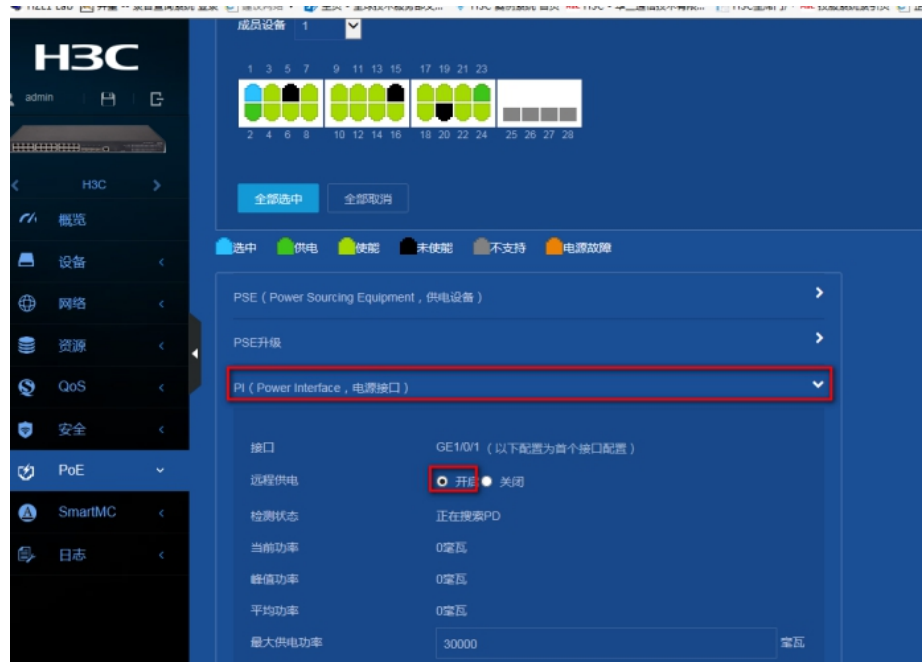 成员设备 1
H3C
1 3 5 7 9 11 13 15 17 19 21 23
admin
2 4 6 8 10 12 14 16 18 20 22 24 25 26 27 28
H3C
全部选中 全部取消
概览
选中 供电 使能 未使能 不支持 电源故障
设备
PSE（Power Sourcing Equipment，供电设备）
网络
PSE升级
资源
PI（Power Interface，电源接口）
QoS
安全
接口 GE1/0/1（以下配置为首个接口配置）
PoE
远程供电 开启 关闭
SmartMC
检测状态 正在搜索PD
当前功率 0毫瓦
日志
峰值功率 0毫瓦
平均功率 0毫瓦
最大供电功率 30000 毫瓦